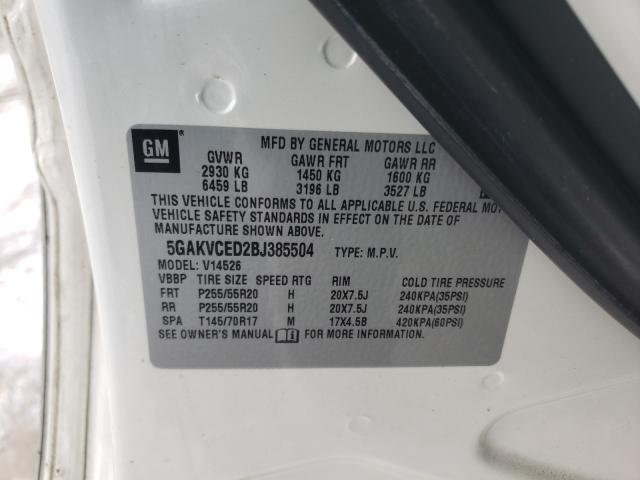 GM ®
MFD BY GENERAL MOTORS LLC
GVWR GAWR FRT GAWR RR
2930 KG 1450 KG 1600 KG
6459 LB 3196 LB 3527 LB
THIS VEHICLE CONFORMS TO ALL APPLICABLE U.S. FEDERAL
VEHICLE SAFETY STANDARDS IN EFFECT ON THE DATE OF
MANUFACTURE SHOWN ABOVE.
5GAKVCED2BJ385504 TYPE: M.P.V.
MODEL: V14526
VBBP TIRE SIZE SPEED RTG RIM COLD TIRE PRESSURE
FRT P255/55R20 H 20X7.5J 240KPA(35PSI)
RR P255/55R20 H 20X7.5J 240KPA(35PSI)
SPA T145/70R17 M 17X4.5B 420KPA(60PSI)
SEE OWNER'S MANUAL FOR MORE INFORMATION.